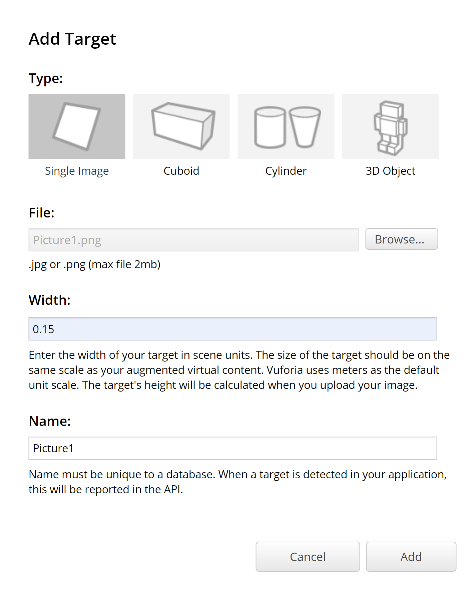 Add Target
Type:
Single Image
Cuboid
Cylinder
3D Object
File:
Picture1.png
Browse...
.jpg or .png (max file 2mb)
Width:
0.15
Enter the width of your target in scene units. The size of the target should be on the
same scale as your augmented virtual content. Vuforia uses meters as the default
unit scale. The target's height will be calculated when you upload your image.
Name:
Picture1
Name must be unique to a database. When a target is detected in your application,
this will be reported in the API.
Cancel
Add